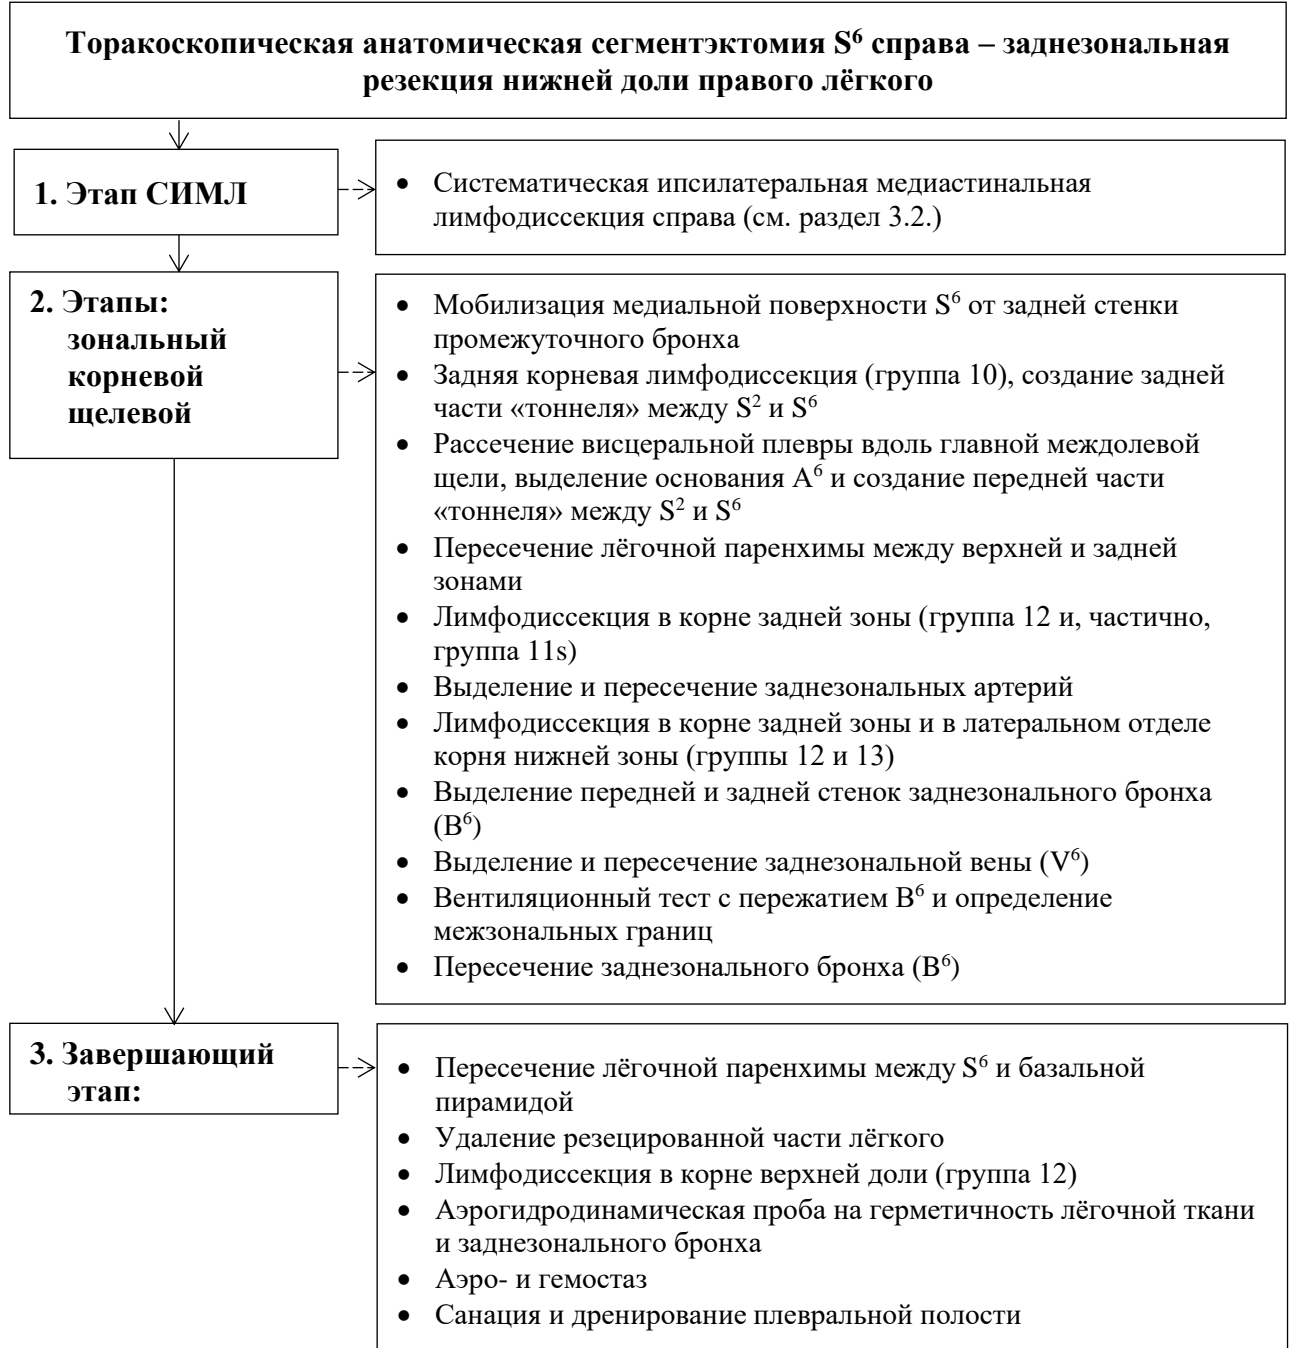 Торакоскопическая анатомическая сегментэктомия S⁶ справа – заднезональная
резекция нижней доли правого лёгкого
1. Этап СИМЛ
• Систематическая ипсилатеральная медиастинальная
лимфодиссекция справа (см. раздел 3.2.)
2. Этапы:
зональный
корневой
щелевой
• Мобилизация медиальной поверхности S⁶ от задней стенки
промежуточного бронха
• Задняя корневая лимфодиссекция (группа 10), создание задней
части «тоннеля» между S² и S⁶
• Рассечение висцеральной плевры вдоль главной междолевой
щели, выделение основания A⁶ и создание передней части
«тоннеля» между S² и S⁶
• Пересечение лёгочной паренхимы между верхней и задней
зонами
• Лимфодиссекция в корне задней зоны (группа 12 и, частично,
группа 11s)
• Выделение и пересечение заднезональных артерий
• Лимфодиссекция в корне задней зоны и в латеральном отделе
корня нижней зоны (группы 12 и 13)
• Выделение передней и задней стенок заднезонального бронха
(B⁶)
• Выделение и пересечение заднезональной вены (V⁶)
• Вентиляционный тест с пережатием B⁶ и определение
межзональных границ
• Пересечение заднезонального бронха (B⁶)
3. Завершающий
этап:
• Пересечение лёгочной паренхимы между S⁶ и базальной
пирамидой
• Удаление резецированной части лёгкого
• Лимфодиссекция в корне верхней доли (группа 12)
• Аэрогидродинамическая проба на герметичность лёгочной ткани
и заднезонального бронха
• Аэро- и гемостаз
• Санация и дренирование плевральной полости